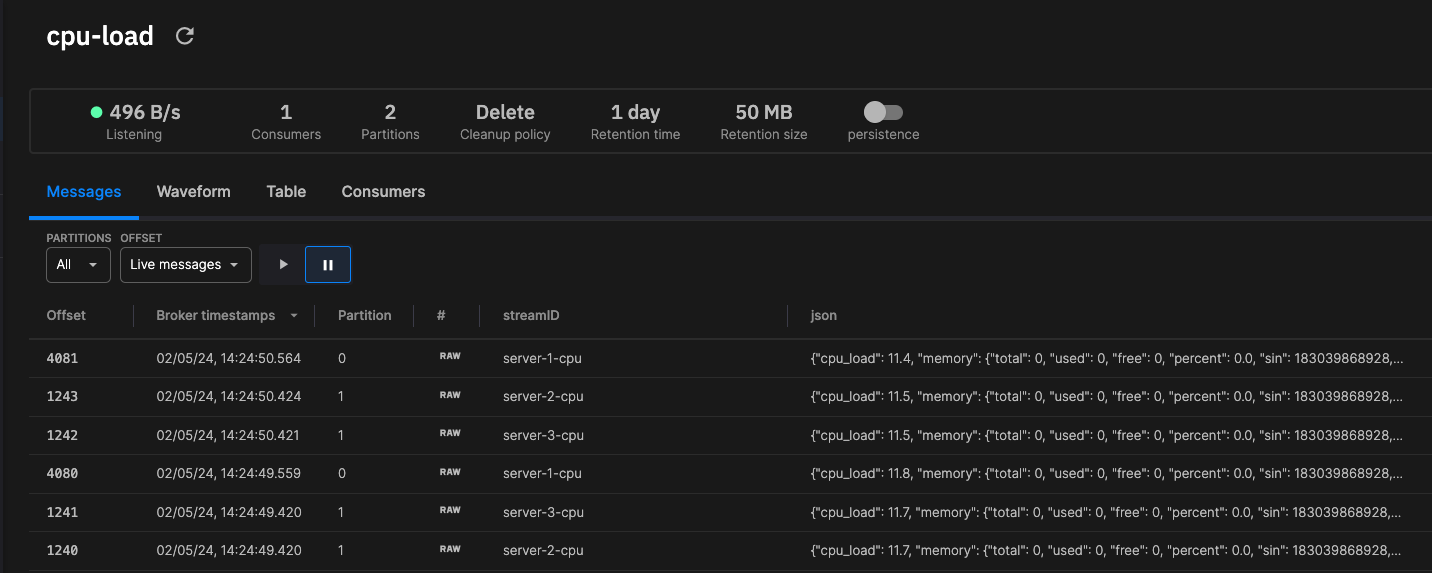 cpu-load
496 B/s 1 2 Delete 1 day 50 MB
Listening Consumers Partitions Cleanup policy Retention time Retention size persistence
Messages Waveform Table Consumers
PARTITIONS OFFSET
All Live messages
Offset Broker timestamps Partition # streamID json
4081 02/05/24, 14:24:50.564 0 RAW server-1-cpu {"cpu_load": 11.4, "memory": {"total": 0, "used": 0, "free": 0, "percent": 0.0, "sin": 183039868928,...
1243 02/05/24, 14:24:50.424 1 RAW server-2-cpu {"cpu_load": 11.5, "memory": {"total": 0, "used": 0, "free": 0, "percent": 0.0, "sin": 183039868928,...
1242 02/05/24, 14:24:50.421 1 RAW server-3-cpu {"cpu_load": 11.5, "memory": {"total": 0, "used": 0, "free": 0, "percent": 0.0, "sin": 183039868928,...
4080 02/05/24, 14:24:49.559 0 RAW server-1-cpu {"cpu_load": 11.8, "memory": {"total": 0, "used": 0, "free": 0, "percent": 0.0, "sin": 183039868928,...
1241 02/05/24, 14:24:49.420 1 RAW server-3-cpu {"cpu_load": 11.7, "memory": {"total": 0, "used": 0, "free": 0, "percent": 0.0, "sin": 183039868928,...
1240 02/05/24, 14:24:49.420 1 RAW server-2-cpu {"cpu_load": 11.7, "memory": {"total": 0, "used": 0, "free": 0, "percent": 0.0, "sin": 183039868928,...